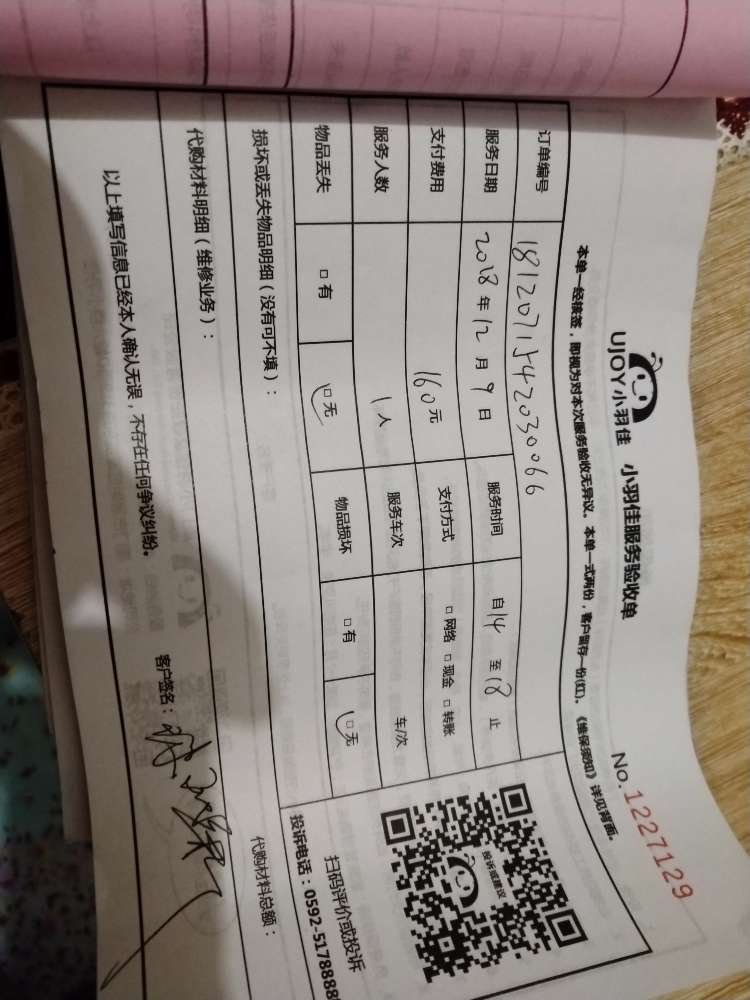 UJOY小羽佳 小羽佳服务验收单 No.1227129
本单一经接签，即视为对本次服务验收无异议。本单一式两份，客户留存一份(红)。《维保须知》详见背面。
订单编号 181207154203006​6
服务日期 2018年12月9日 服务时间 自14至18止
支付费用 160元 支付方式 □网络 □现金 □转账
服务人数 1人 服务车次 车/次
物品丢失 □有 □无 物品损坏 □有 □无
损坏或丢失物品明细（没有可不填）：
代购材料明细（维修业务）： 代购材料总额：
以上填写信息已经本人确认无误，不存在任何争议纠纷。 客户签名：
投诉或建议
扫码评价或投诉
投诉电话：0592-5178888